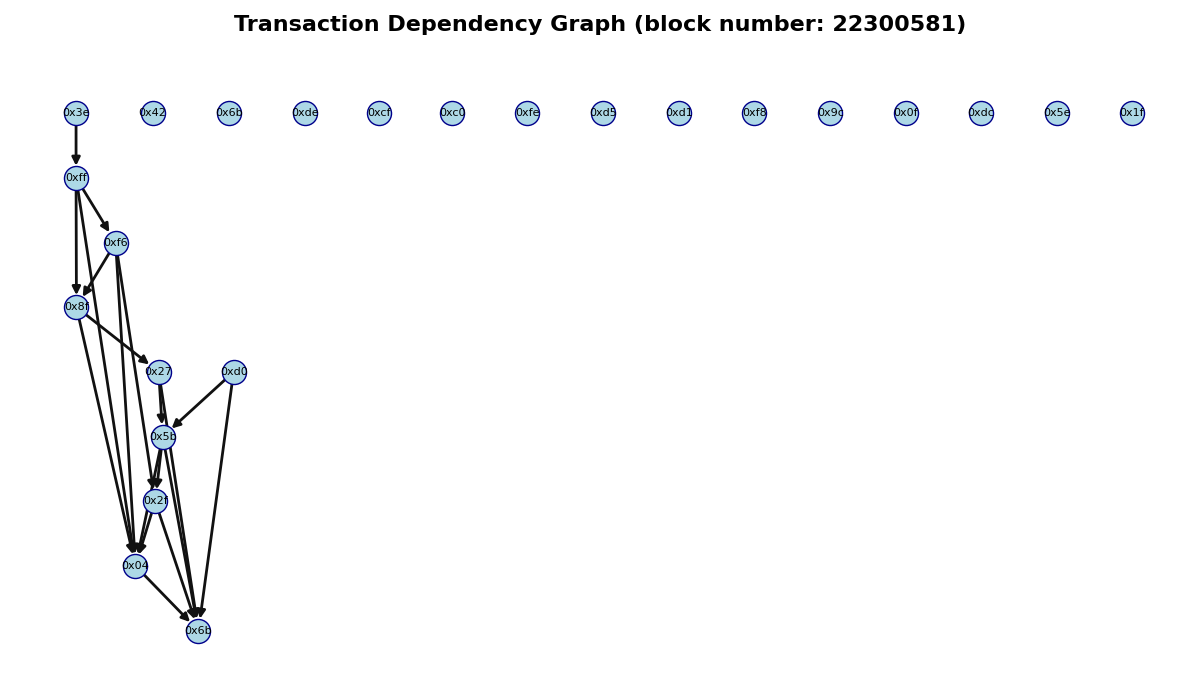 Transaction Dependency Graph (block number: 22300581)
0x3e 0x42 0x6b 0xde 0xcf 0xc0 0xfe 0xd5 0xd1 0xf8 0x9c 0x0f 0xdc 0x5e 0x1f
0xff
0xf6
0x8f
0x27 0xd0
0x5b
0x2f
0x04
0x6b